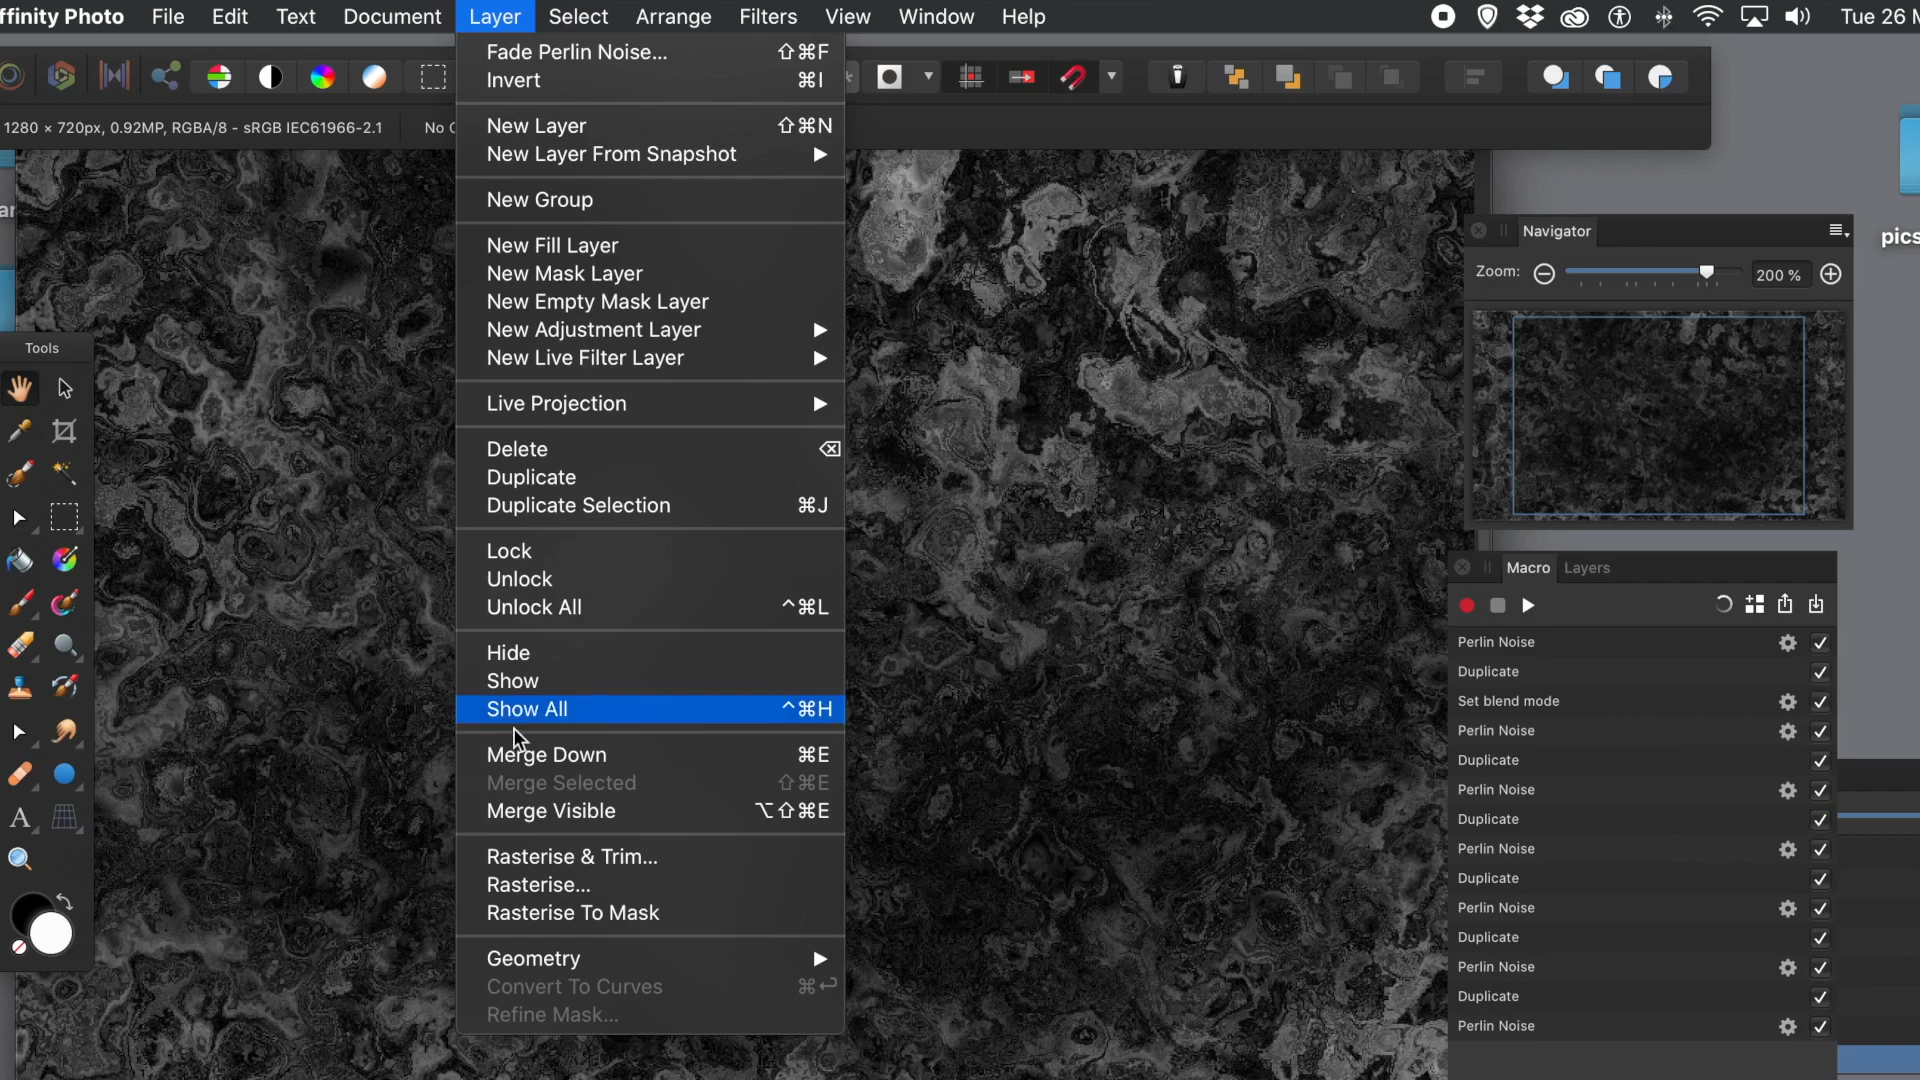 ffinity Photo File Edit Text Document Layer Select Arrange Filters View Window Help Tue 26 M
1280 × 720px, 0.92MP, RGBA/8 - sRGB IEC61966-2.1 No C
Fade Perlin Noise... ⇧⌘F
Invert ⌘I
New Layer ⇧⌘N
New Layer From Snapshot ▶
New Group
New Fill Layer
New Mask Layer
New Empty Mask Layer
New Adjustment Layer ▶
New Live Filter Layer ▶
Live Projection ▶
Delete ⌫
Duplicate
Duplicate Selection ⌘J
Lock
Unlock
Unlock All ^⌘L
Hide
Show
Show All ^⌘H
Merge Down ⌘E
Merge Selected ⇧⌘E
Merge Visible ⌥⇧⌘E
Rasterise & Trim...
Rasterise...
Rasterise To Mask
Geometry ▶
Convert To Curves ⌘↩
Refine Mask...
Tools
A
Navigator
Zoom: 200 %
pics
Macro Layers
Perlin Noise
Duplicate
Set blend mode
Perlin Noise
Duplicate
Perlin Noise
Duplicate
Perlin Noise
Duplicate
Perlin Noise
Duplicate
Perlin Noise
Duplicate
Perlin Noise